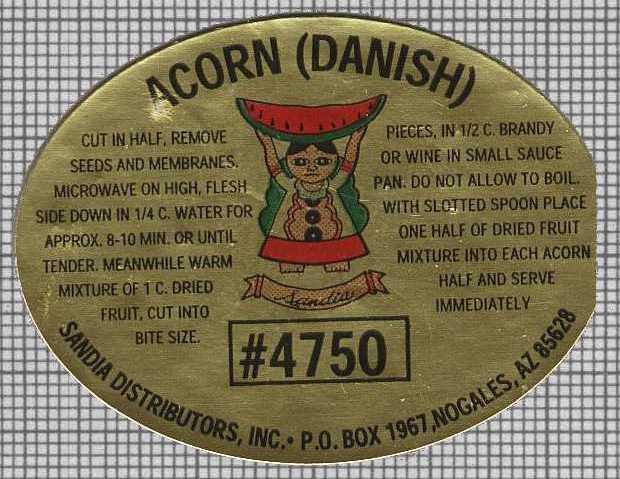 ACORN (DANISH)
CUT IN HALF, REMOVE
SEEDS AND MEMBRANES.
MICROWAVE ON HIGH, FLESH
SIDE DOWN IN 1/4 C. WATER FOR
APPROX. 8-10 MIN. OR UNTIL
TENDER. MEANWHILE WARM
MIXTURE OF 1 C. DRIED
FRUIT, CUT INTO
BITE SIZE.
PIECES, IN 1/2 C. BRANDY
OR WINE IN SMALL SAUCE
PAN. DO NOT ALLOW TO BOIL.
WITH SLOTTED SPOON PLACE
ONE HALF OF DRIED FRUIT
MIXTURE INTO EACH ACORN
HALF AND SERVE
IMMEDIATELY
Sandia
#4750
SANDIA DISTRIBUTORS, INC. • P.O. BOX 1967, NOGALES, AZ 85628